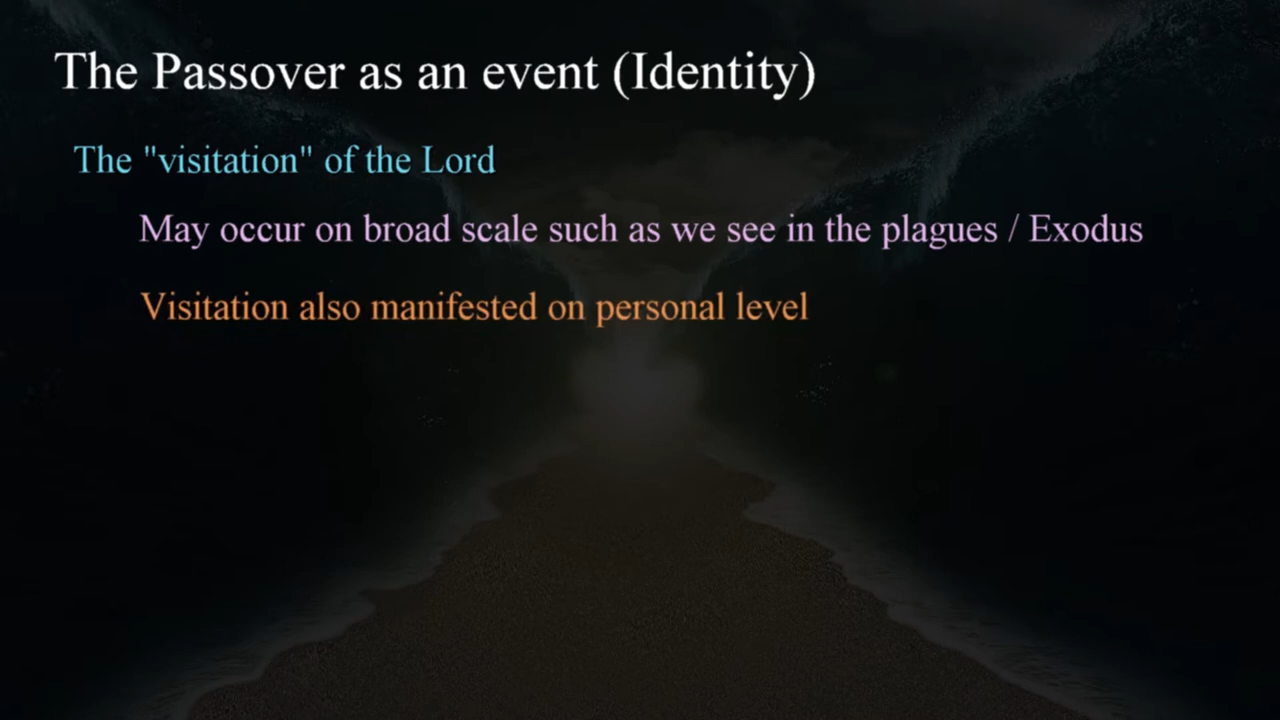 The Passover as an event (Identity)
The "visitation" of the Lord
May occur on broad scale such as we see in the plagues / Exodus
Visitation also manifested on personal level